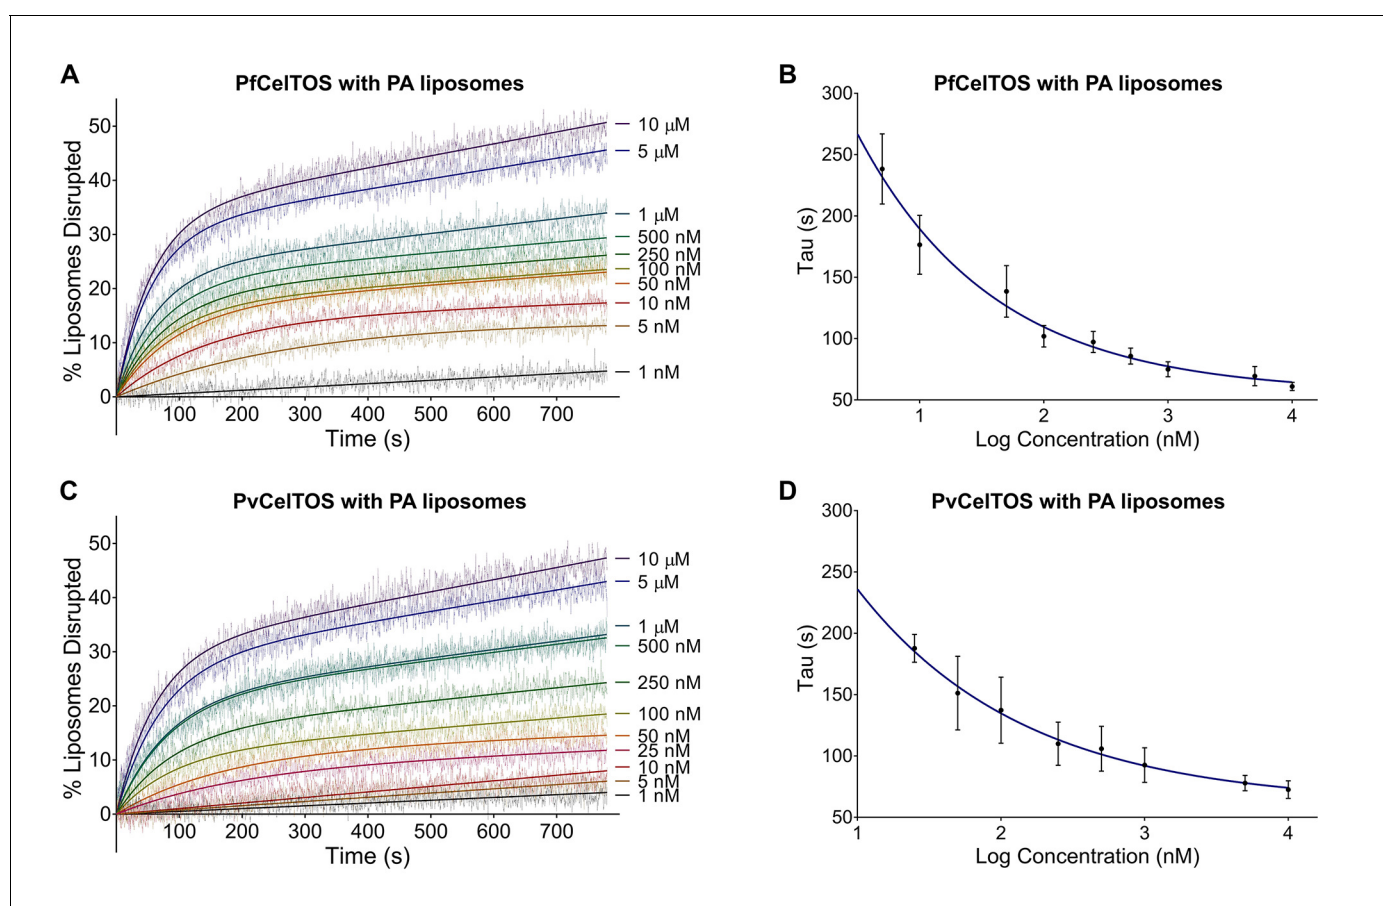 A
PfCelTOS with PA liposomes
% Liposomes Disrupted
50
40
30
20
10
0
100 200 300 400 500 600 700
Time (s)
10 μM
5 μM
1 μM
500 nM
250 nM
100 nM
50 nM
10 nM
5 nM
1 nM
B
PfCelTOS with PA liposomes
Tau (s)
300
250
200
150
100
50
1 2 3 4
Log Concentration (nM)
C
PvCelTOS with PA liposomes
% Liposomes Disrupted
50
40
30
20
10
0
100 200 300 400 500 600 700
Time (s)
10 μM
5 μM
1 μM
500 nM
250 nM
100 nM
50 nM
25 nM
10 nM
5 nM
1 nM
D
PvCelTOS with PA liposomes
Tau (s)
300
250
200
150
100
50
1 2 3 4
Log Concentration (nM)